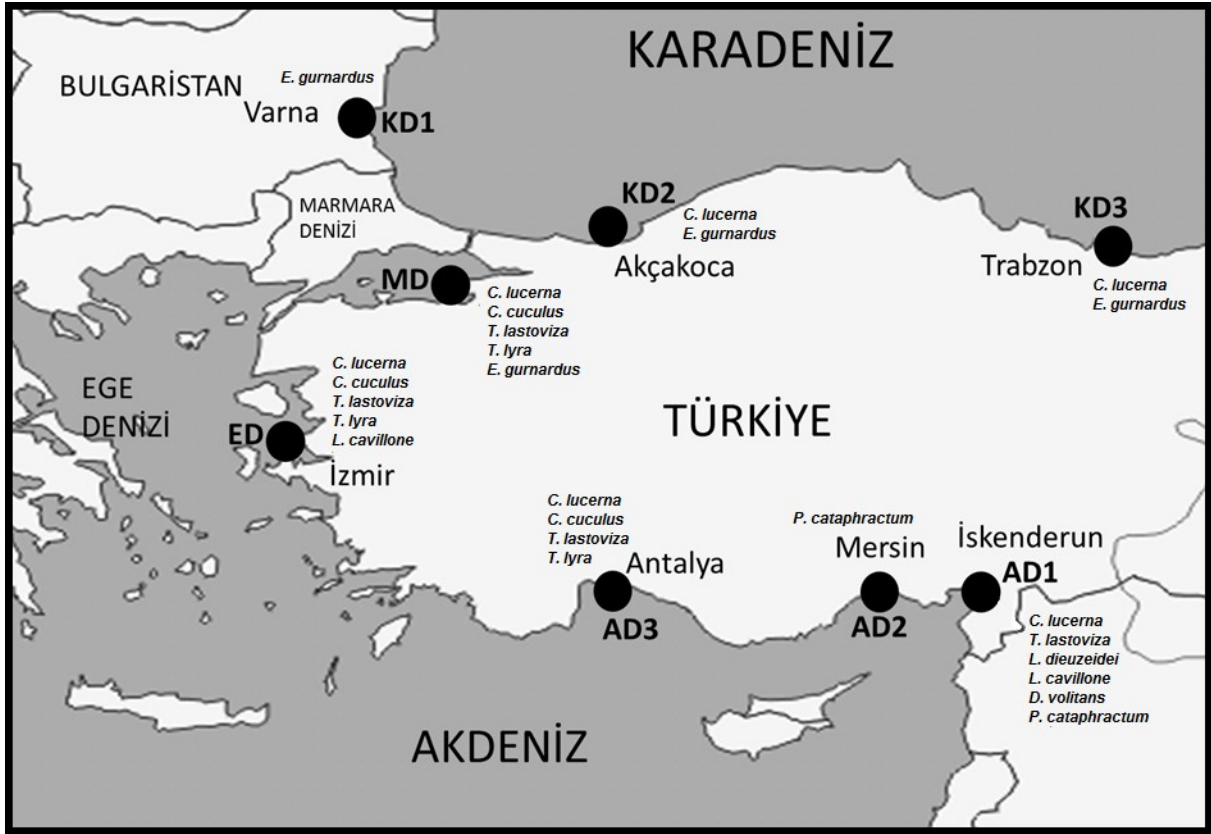 KARADENİZ
BULGARİSTAN
E. gurnardus
Varna
KD1
MARMARA
DENİZİ
KD2
C. lucerna
E. gurnardus
Akçakoca
KD3
Trabzon
C. lucerna
E. gurnardus
MD
C. lucerna
C. cuculus
T. lastoviza
T. lyra
E. gurnardus
EGE
DENİZİ
C. lucerna
C. cuculus
T. lastoviza
T. lyra
L. cavillone
ED
İzmir
TÜRKİYE
C. lucerna
C. cuculus
T. lastoviza
T. lyra
Antalya
AD3
P. cataphractum
Mersin
AD2
İskenderun
AD1
C. lucerna
T. lastoviza
L. dieuzeidei
L. cavillone
D. volitans
P. cataphractum
AKDENİZ